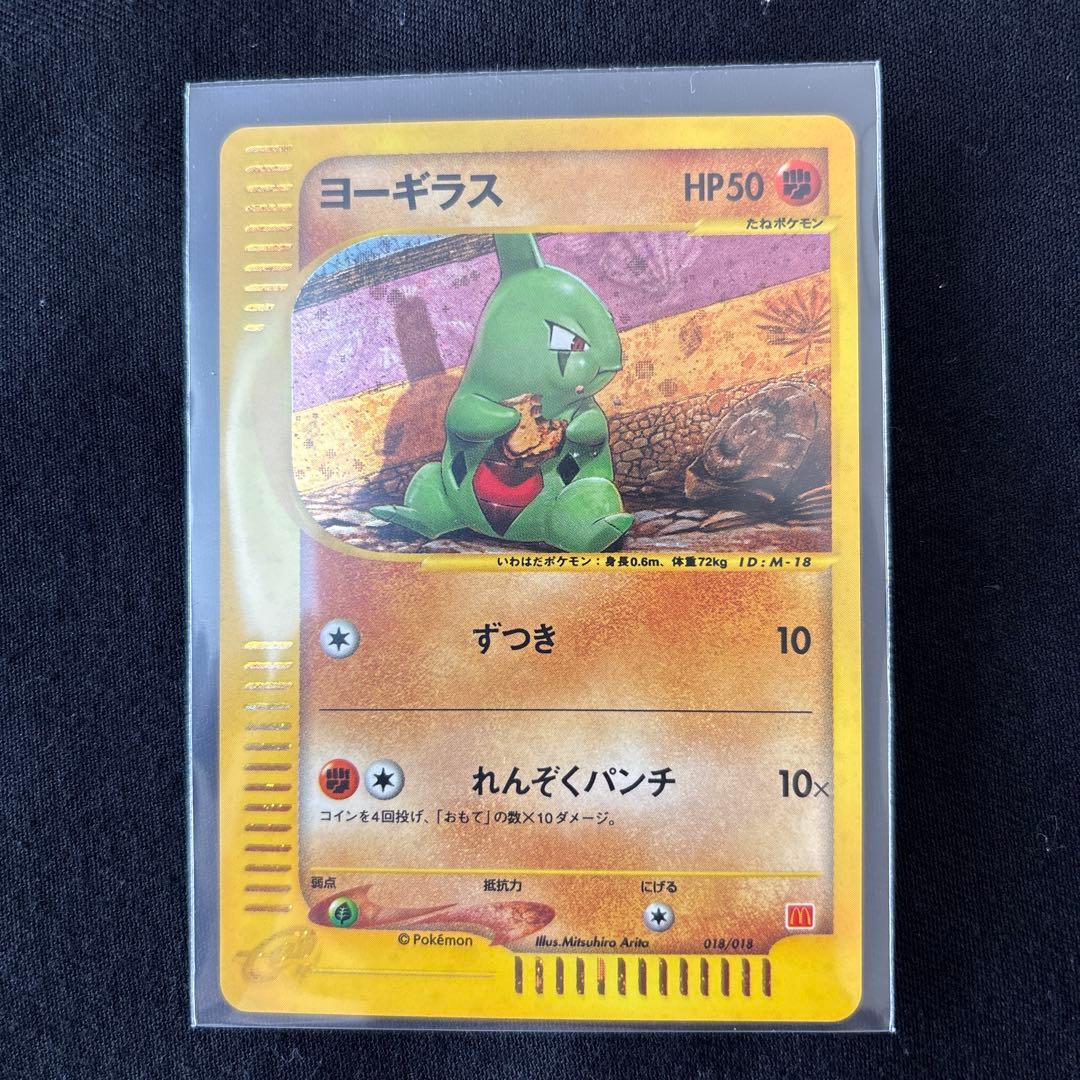 ヨーギラス HP50
たねポケモン
いわはだポケモン：身長0.6m、体重72kg ID:M-18
ずつき 10
れんぞくパンチ 10×
コインを4回投げ、「おもて」の数×10ダメージ。
弱点 抵抗力 にげる
©Pokémon Illus.Mitsuhiro Arita 018/018